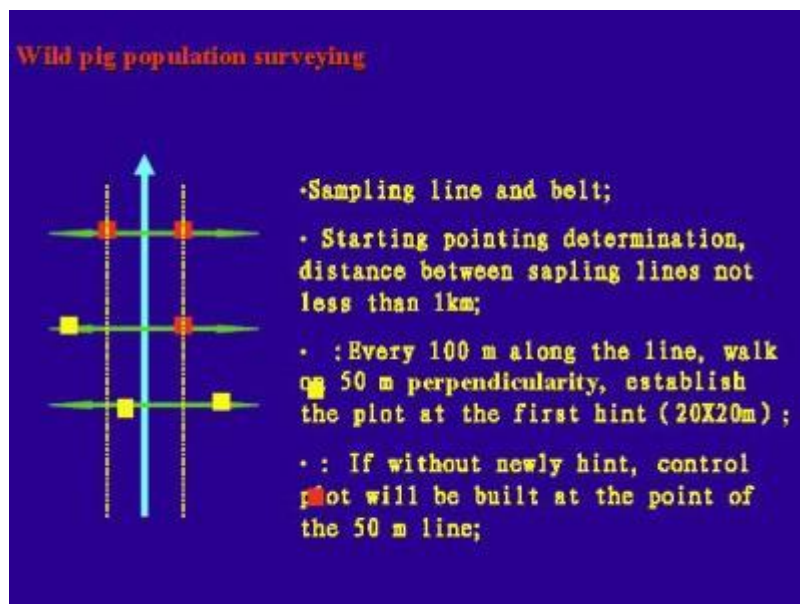 Wild pig population surveying
·Sampling line and belt;
· Starting pointing determination,
distance between sapling lines not
less than 1km;
· :Every 100 m along the line, walk
on 50 m perpendicularity, establish
the plot at the first hint (20X20m);
· : If without newly hint, control
plot will be built at the point of
the 50 m line;